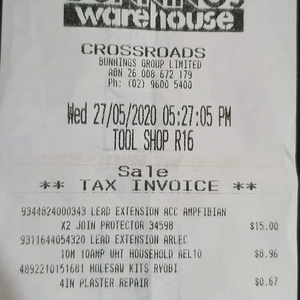 BUNNINGS
warehouse
CROSSROADS
BUNNINGS GROUP LIMITED
ABN 26 008 672 179
Ph: (02) 9600 5400
Wed 27/05/2020 05:27:05 PM
TOOL SHOP R16
Sale
** TAX INVOICE **
9344824000343 LEAD EXTENSION ACC AMPFIBIAN
X2 JOIN PROTECTOR 34598 $15.00
9311644054320 LEAD EXTENSION ARLEC
10M 10AMP WHT HOUSEHOLD AEL10 $8.96
4892210151681 HOLESAW KITS RYOBI
4IN PLASTER REPAIR $0.67